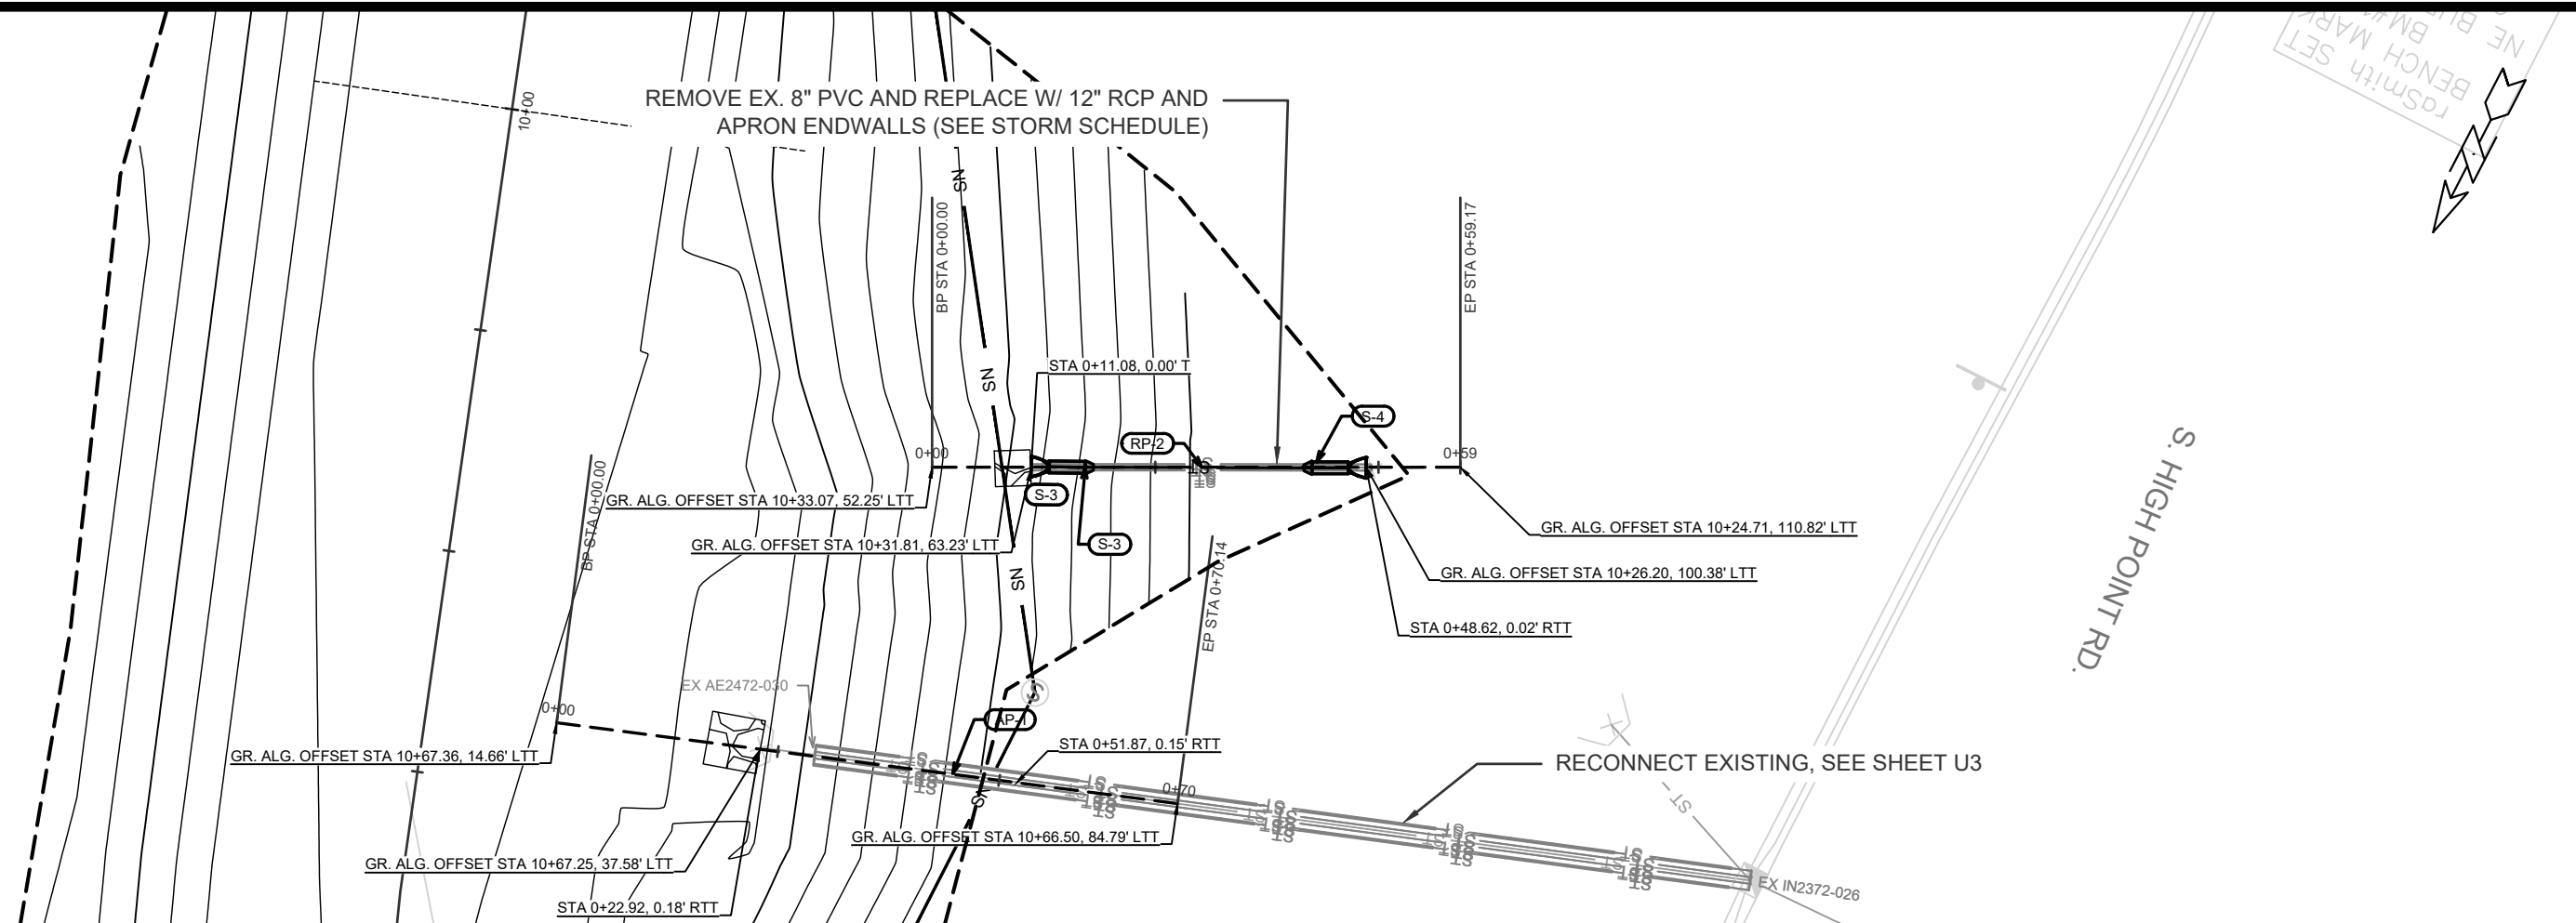 raSmith SET
BENCH MARK
NE
10+00
REMOVE EX. 8" PVC AND REPLACE W/ 12" RCP AND
APRON ENDWALLS (SEE STORM SCHEDULE)
SN
BP STA 0+00.00
EP STA 0+59.17
STA 0+11.08, 0.00' T
SN
S-4
RP-2
0+00
0+59
S. HIGH POINT RD.
BP STA 0+00.00
GR. ALG. OFFSET STA 10+33.07, 52.25' LTT
S-3
GR. ALG. OFFSET STA 10+24.71, 110.82' LTT
GR. ALG. OFFSET STA 10+31.81, 63.23' LTT
S-3
SN
EP STA 0+70.14
GR. ALG. OFFSET STA 10+26.20, 100.38' LTT
STA 0+48.62, 0.02' RTT
EX AE2472-030
0+00
AP-1
STA 0+51.87, 0.15' RTT
GR. ALG. OFFSET STA 10+67.36, 14.66' LTT
RECONNECT EXISTING, SEE SHEET U3
0+70
ST
GR. ALG. OFFSET STA 10+66.50, 84.79' LTT
GR. ALG. OFFSET STA 10+67.25, 37.58' LTT
EX IN2372-026
STA 0+22.92, 0.18' RTT